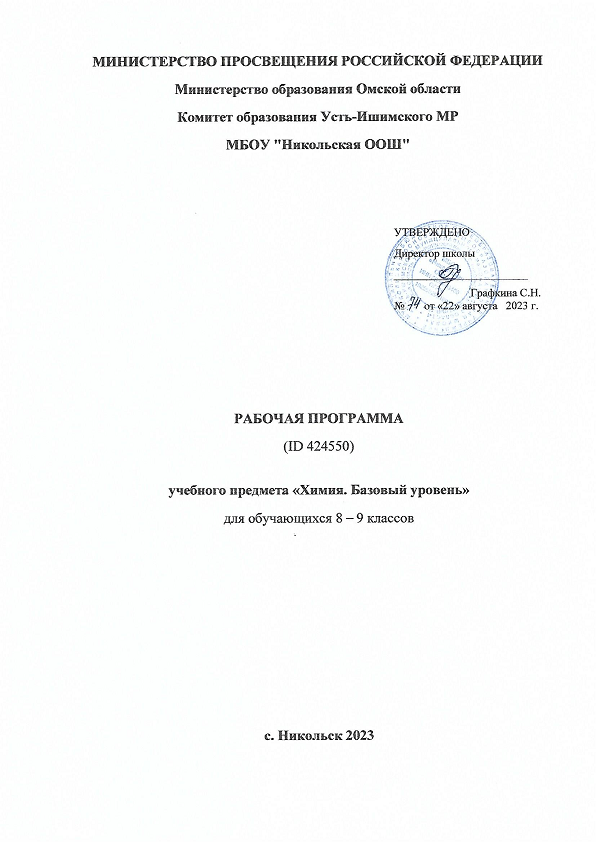 МИНИСТЕРСТВО ПРОСВЕЩЕНИЯ РОССИЙСКОЙ ФЕДЕРАЦИИ
Министерство образования Омской области
Комитет образования Усть-Ишимского МР
МБОУ "Никольская ООШ"
УТВЕРЖДЕНО
Директор школы
Графкина С.Н.
№ 74 от «22» августа 2023 г.
РАБОЧАЯ ПРОГРАММА
(ID 424550)
учебного предмета «Химия. Базовый уровень»
для обучающихся 8 – 9 классов
с. Никольск 2023